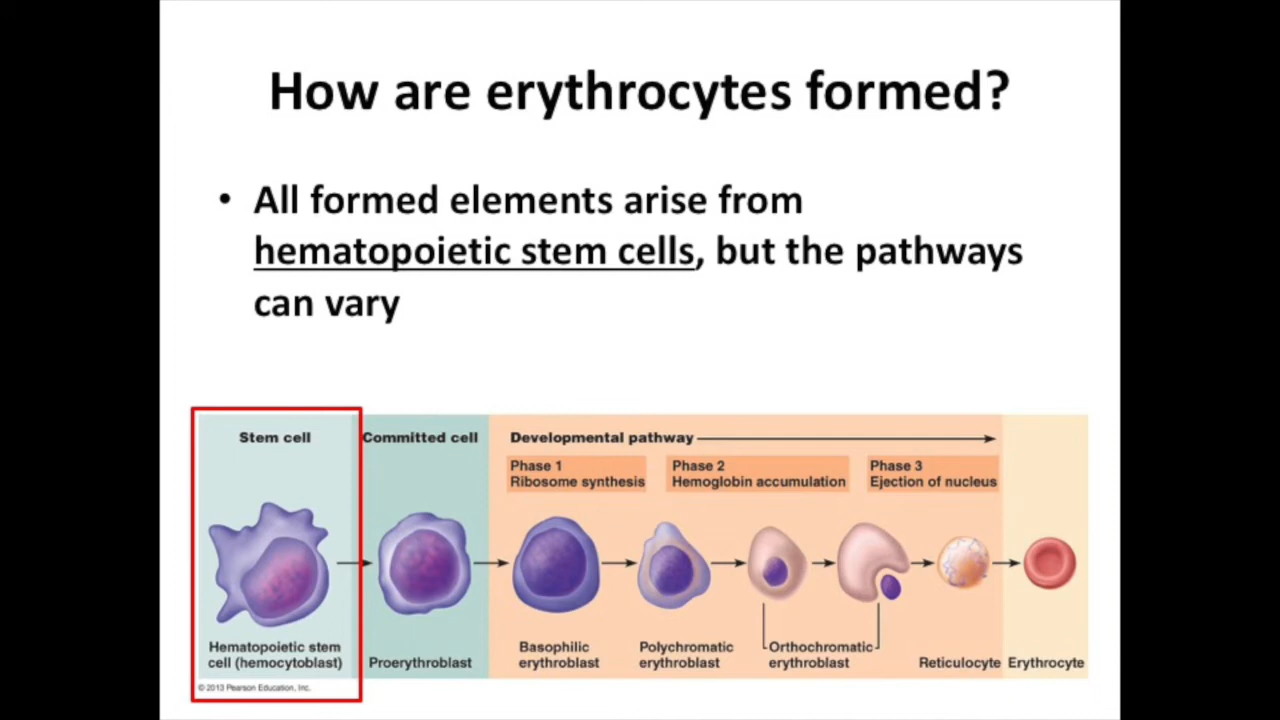 How are erythrocytes formed?
• All formed elements arise from
hematopoietic stem cells, but the pathways
can vary
Stem cell
Committed cell
Developmental pathway
Phase 1
Ribosome synthesis
Phase 2
Hemoglobin accumulation
Phase 3
Ejection of nucleus
Hematopoietic stem
cell (hemocytoblast)
Proerythroblast
Basophilic
erythroblast
Polychromatic
erythroblast
Orthochromatic
erythroblast
Reticulocyte
Erythrocyte
© 2013 Pearson Education, Inc.